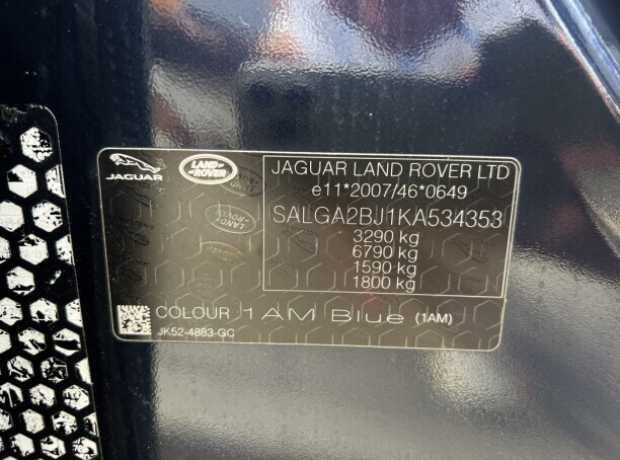 JAGUAR
LAND-
ROVER
JAGUAR LAND ROVER LTD
e11*2007/46*0649
SALGA2BJ1KA534353
3290 kg
6790 kg
1590 kg
1800 kg
COLOUR 1AM Blue (1AM)
JK52-4883-GC